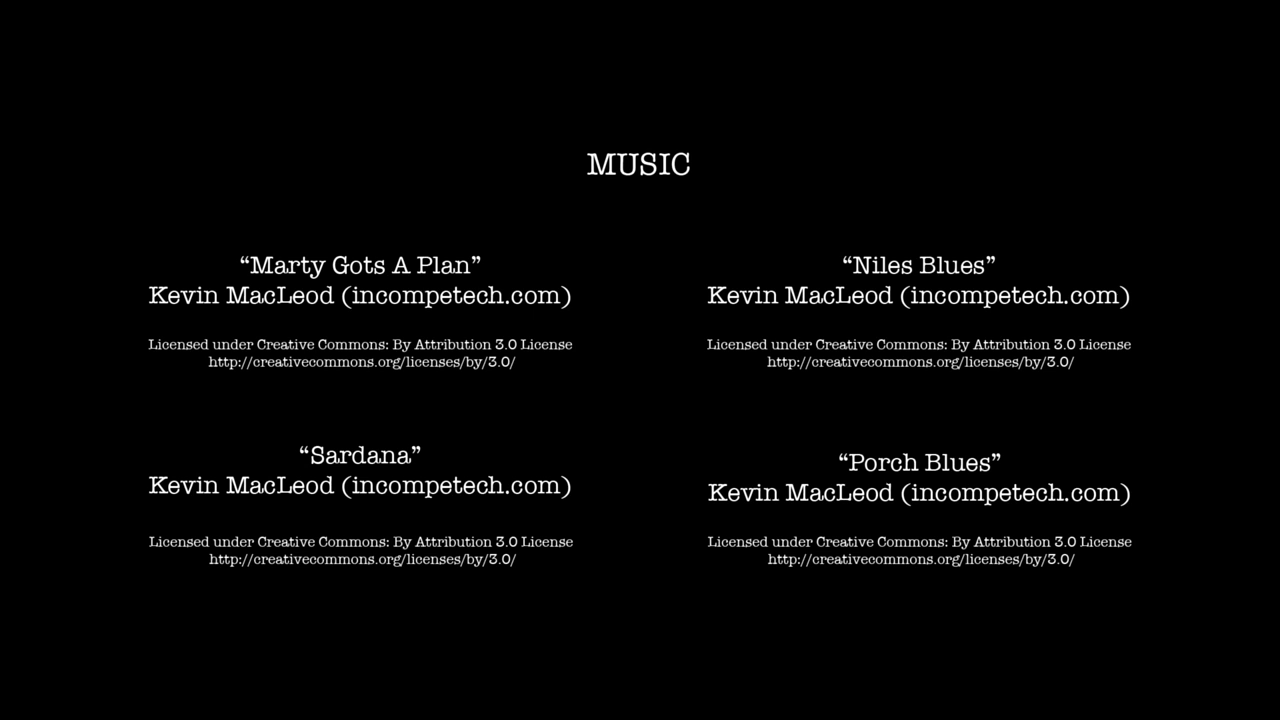 MUSIC
“Marty Gots A Plan”
Kevin MacLeod (incompetech.com)
Licensed under Creative Commons: By Attribution 3.0 License
http://creativecommons.org/licenses/by/3.0/
“Niles Blues”
Kevin MacLeod (incompetech.com)
Licensed under Creative Commons: By Attribution 3.0 License
http://creativecommons.org/licenses/by/3.0/
“Sardana”
Kevin MacLeod (incompetech.com)
Licensed under Creative Commons: By Attribution 3.0 License
http://creativecommons.org/licenses/by/3.0/
“Porch Blues”
Kevin MacLeod (incompetech.com)
Licensed under Creative Commons: By Attribution 3.0 License
http://creativecommons.org/licenses/by/3.0/